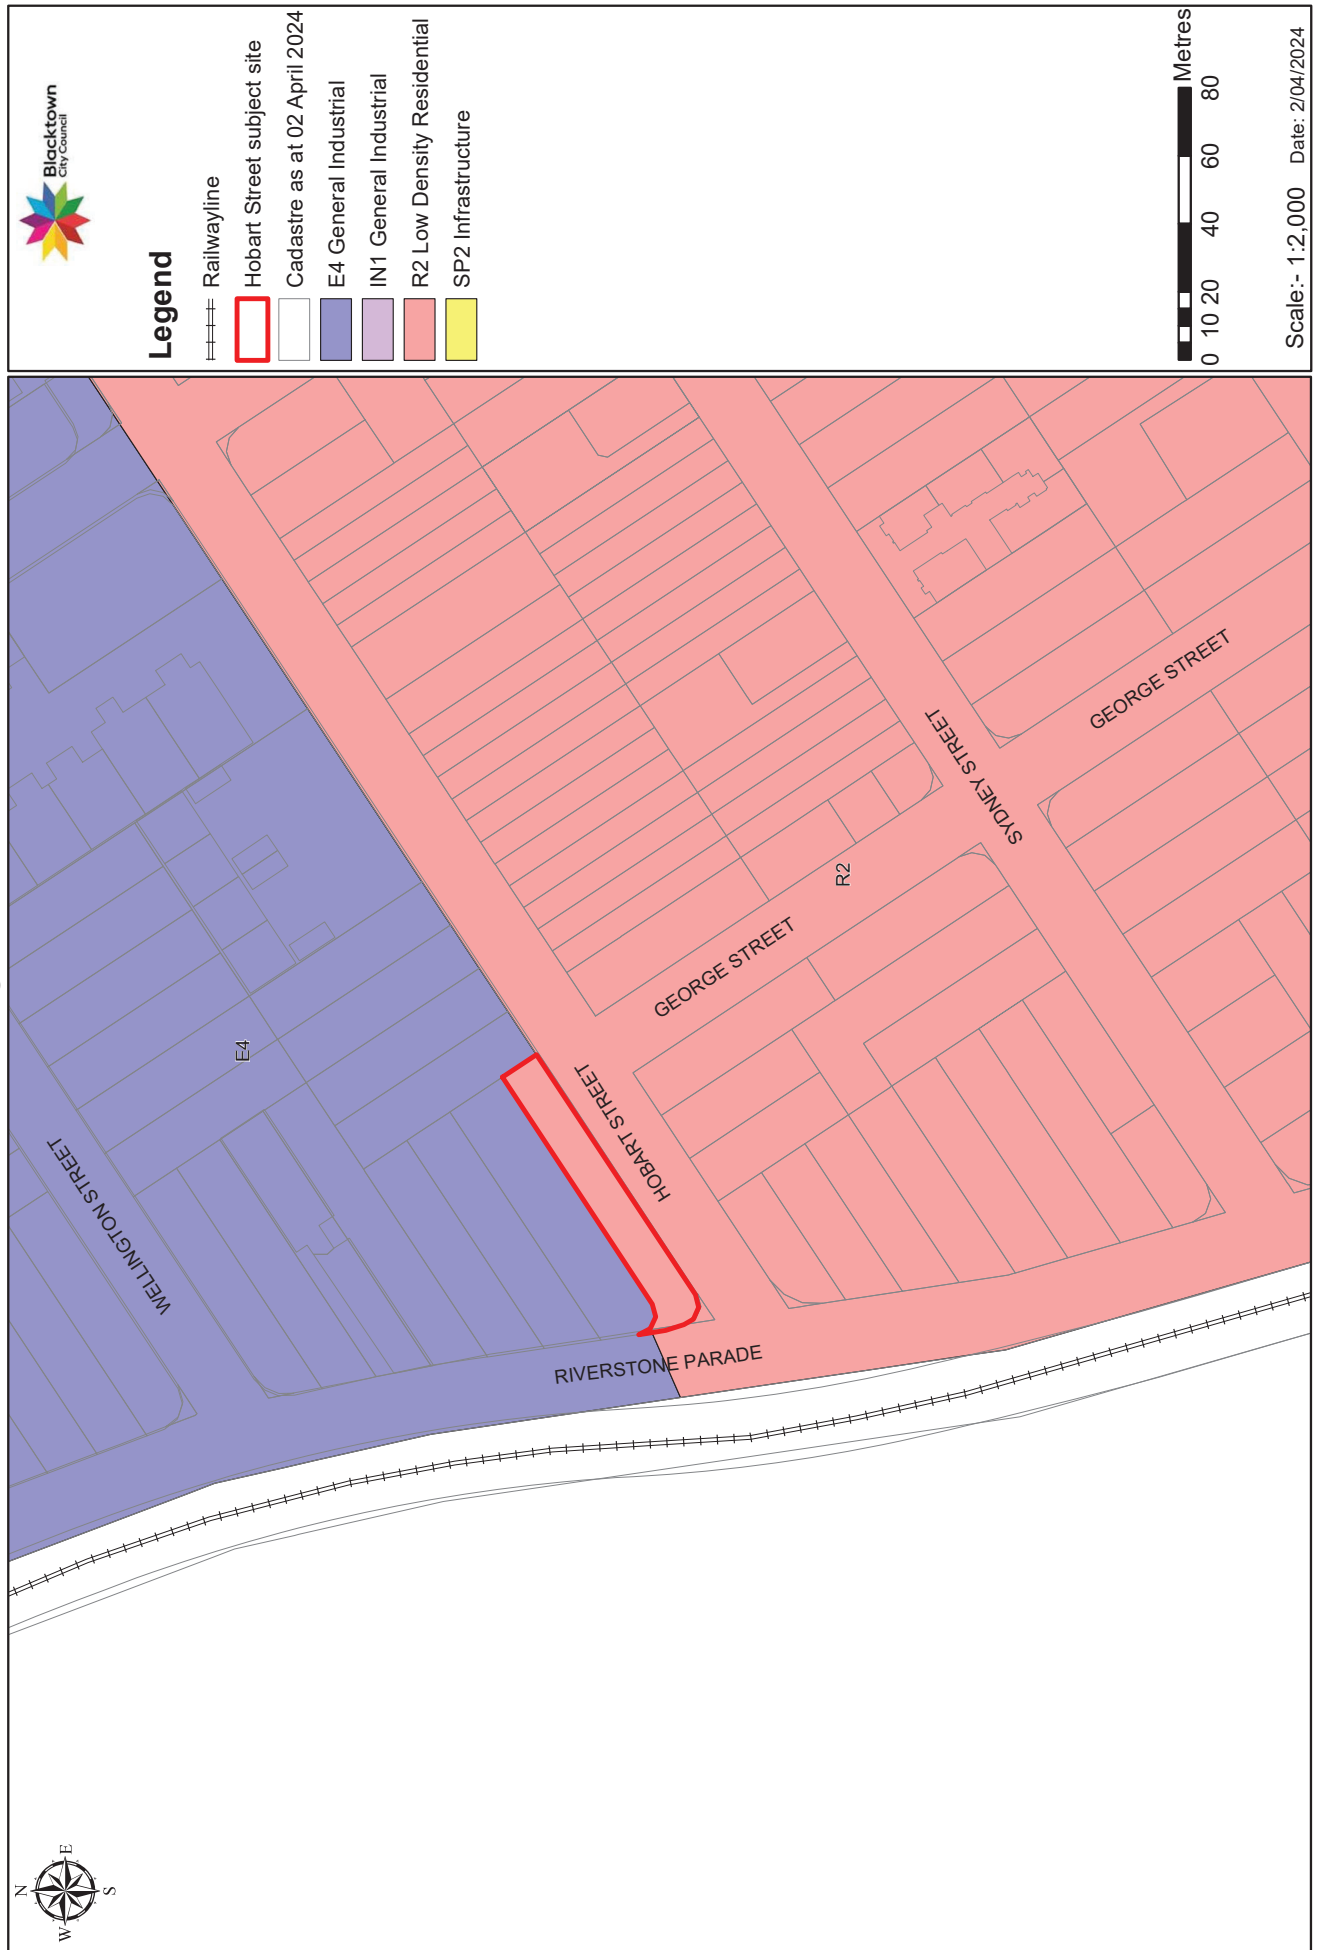 Blacktown
City Council
Legend
Railwayline
Hobart Street subject site
Cadastre as at 02 April 2024
E4 General Industrial
IN1 General Industrial
R2 Low Density Residential
SP2 Infrastructure
Metres
0 10 20 40 60 80
Scale:- 1:2,000 Date: 2/04/2024
WELLINGTON STREET
E4
HOBART STREET
GEORGE STREET
R2
SYDNEY STREET
GEORGE STREET
RIVERSTONE PARADE
N
W E
S